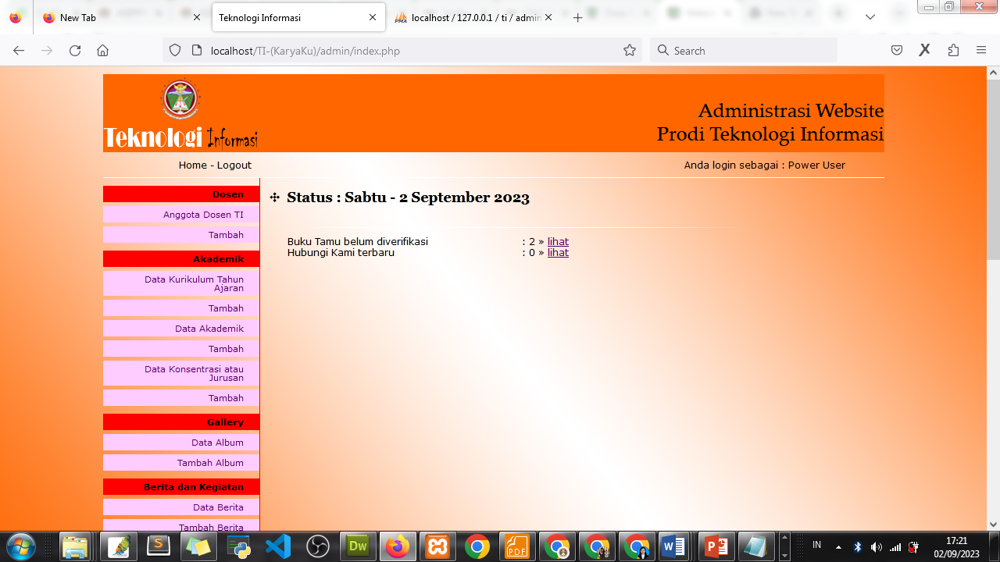 New Tab
Teknologi Informasi
localhost / 127.0.0.1 / ti / admin
localhost/TI-(KaryaKu)/admin/index.php
Search
Teknologi Informasi
Administrasi Website
Prodi Teknologi Informasi
Home - Logout
Anda login sebagai : Power User
Dosen
Anggota Dosen TI
Tambah
Akademik
Data Kurikulum Tahun
Ajaran
Tambah
Data Akademik
Tambah
Data Konsentrasi atau
Jurusan
Tambah
Gallery
Data Album
Tambah Album
Berita dan Kegiatan
Data Berita
Tambah Berita
Status : Sabtu - 2 September 2023
Buku Tamu belum diverifikasi : 2 » lihat
Hubungi Kami terbaru : 0 » lihat
Dw
PDF
IN
17:21
02/09/2023